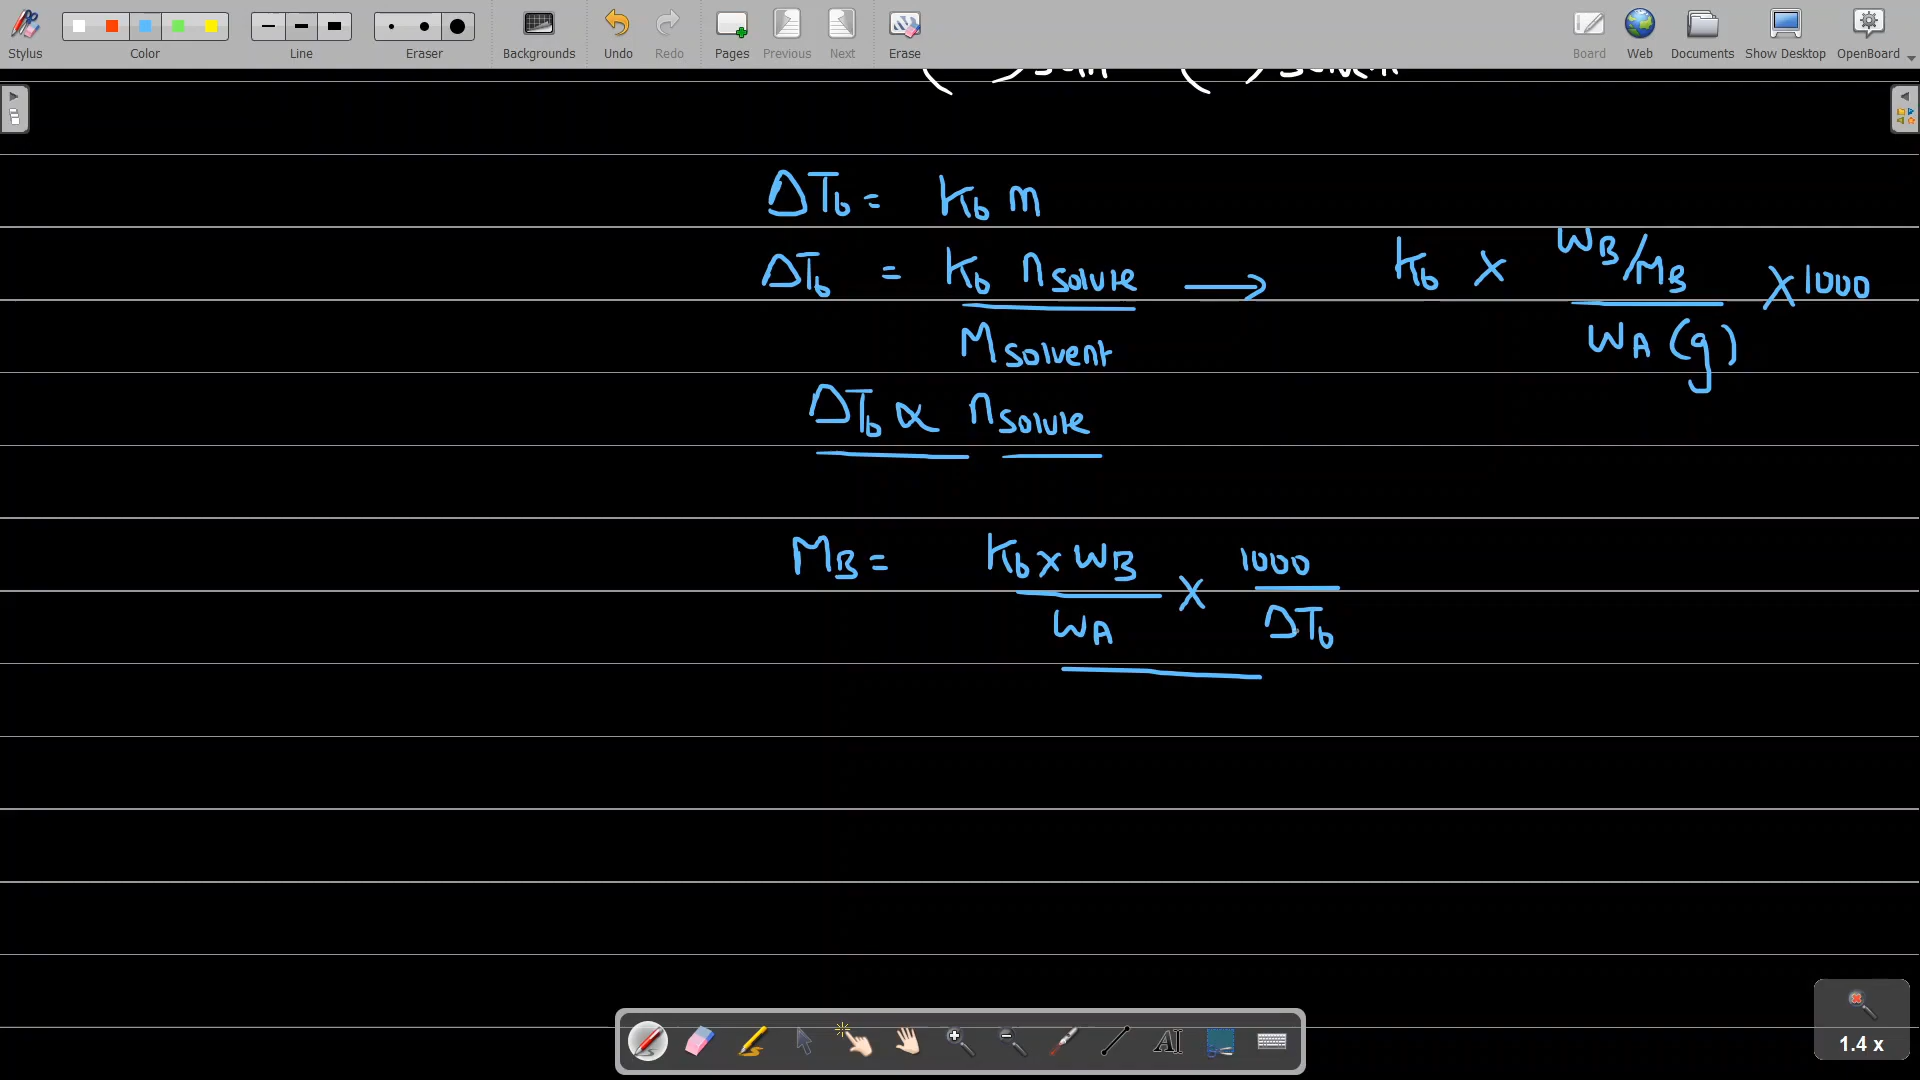 Stylus Color Line Eraser Backgrounds Undo Redo Pages Previous Next Erase Board Web Documents Show Desktop OpenBoard
ΔTb = Kb m
ΔTb = Kb nsolute / Msolvent → Kb × WB/MB / WA (g) × 1000
ΔTb ∝ nsolute
MB = Kb × WB / WA × 1000 / ΔTb
1.4 x